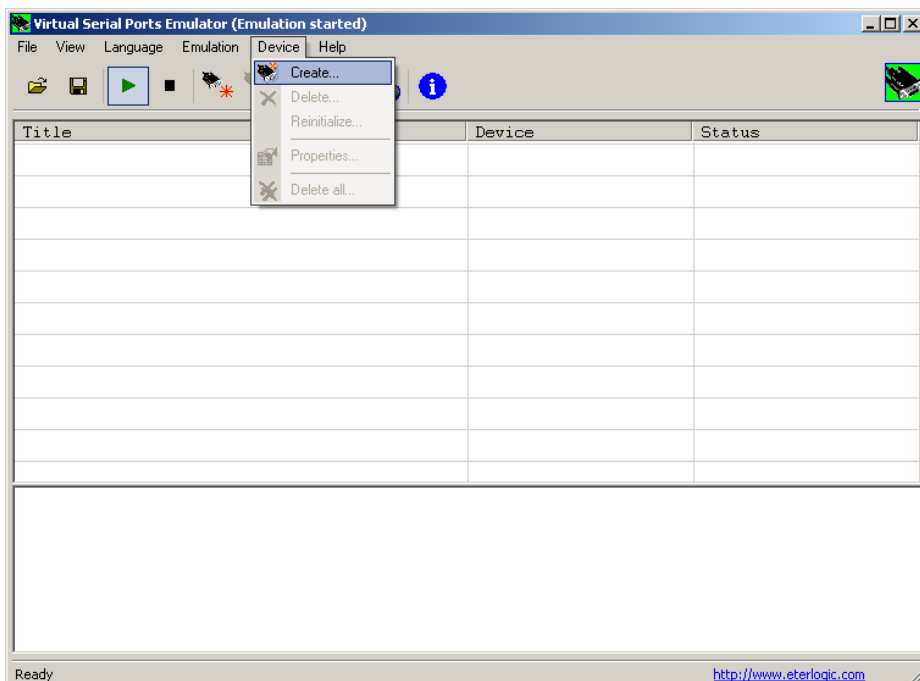 Virtual Serial Ports Emulator (Emulation started)
File View Language Emulation Device Help
Create...
Delete...
Reinitialize...
Properties...
Delete all...
Title Device Status
Ready http://www.eterlogic.com